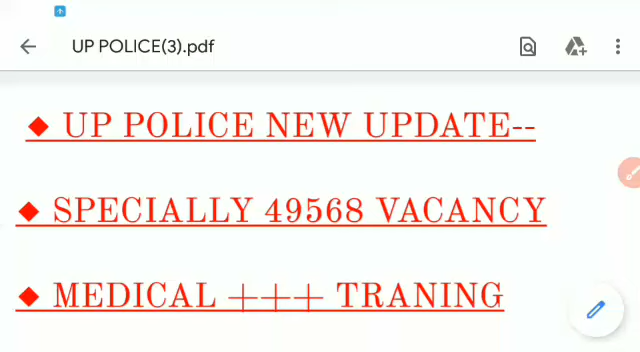 UP POLICE(3).pdf
◆ UP POLICE NEW UPDATE--
◆ SPECIALLY 49568 VACANCY
◆ MEDICAL +++ TRANING